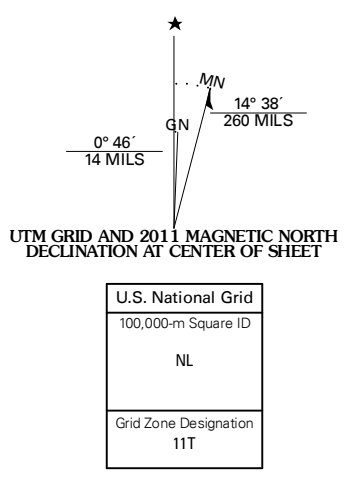 MN
14° 38´
260 MILS
GN
0° 46´
14 MILS
UTM GRID AND 2011 MAGNETIC NORTH
DECLINATION AT CENTER OF SHEET
U.S. National Grid
100,000-m Square ID
NL
Grid Zone Designation
11T